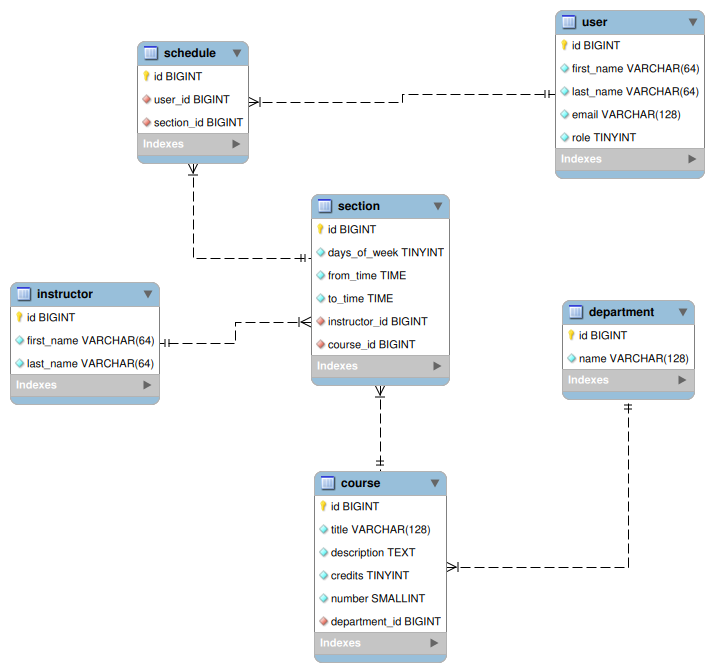 user
id BIGINT
first_name VARCHAR(64)
last_name VARCHAR(64)
email VARCHAR(128)
role TINYINT
Indexes
schedule
id BIGINT
user_id BIGINT
section_id BIGINT
Indexes
section
id BIGINT
days_of_week TINYINT
from_time TIME
to_time TIME
instructor_id BIGINT
course_id BIGINT
Indexes
instructor
id BIGINT
first_name VARCHAR(64)
last_name VARCHAR(64)
Indexes
department
id BIGINT
name VARCHAR(128)
Indexes
course
id BIGINT
title VARCHAR(128)
description TEXT
credits TINYINT
number SMALLINT
department_id BIGINT
Indexes